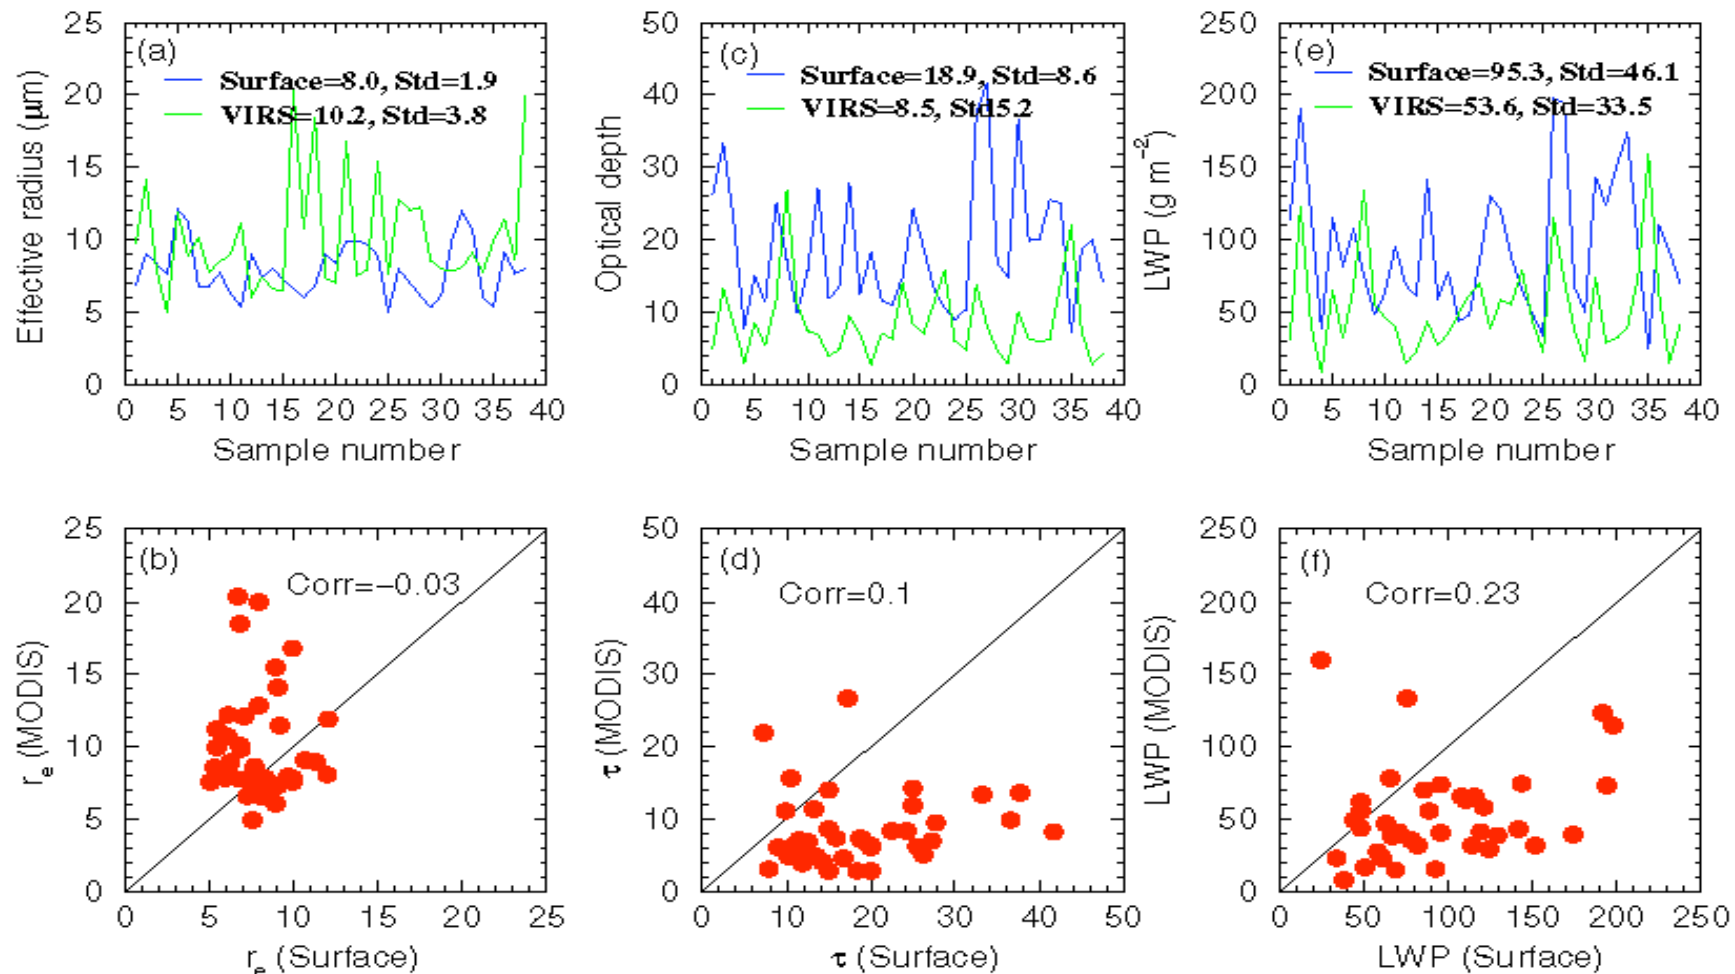 (a)
Surface=8.0, Std=1.9
VIRS=10.2, Std=3.8
Effective radius (μm)
25
20
15
10
5
0
0 5 10 15 20 25 30 35 40
Sample number
(c)
Surface=18.9, Std=8.6
VIRS=8.5, Std5.2
Optical depth
50
40
30
20
10
0
0 5 10 15 20 25 30 35 40
Sample number
(e)
Surface=95.3, Std=46.1
VIRS=53.6, Std=33.5
LWP (g m⁻²)
250
200
150
100
50
0
0 5 10 15 20 25 30 35 40
Sample number
(b)
Corr=−0.03
rₑ (MODIS)
25
20
15
10
5
0
0 5 10 15 20 25
rₑ (Surface)
(d)
Corr=0.1
τ (MODIS)
50
40
30
20
10
0
0 10 20 30 40 50
τ (Surface)
(f)
Corr=0.23
LWP (MODIS)
250
200
150
100
50
0
0 50 100 150 200 250
LWP (Surface)